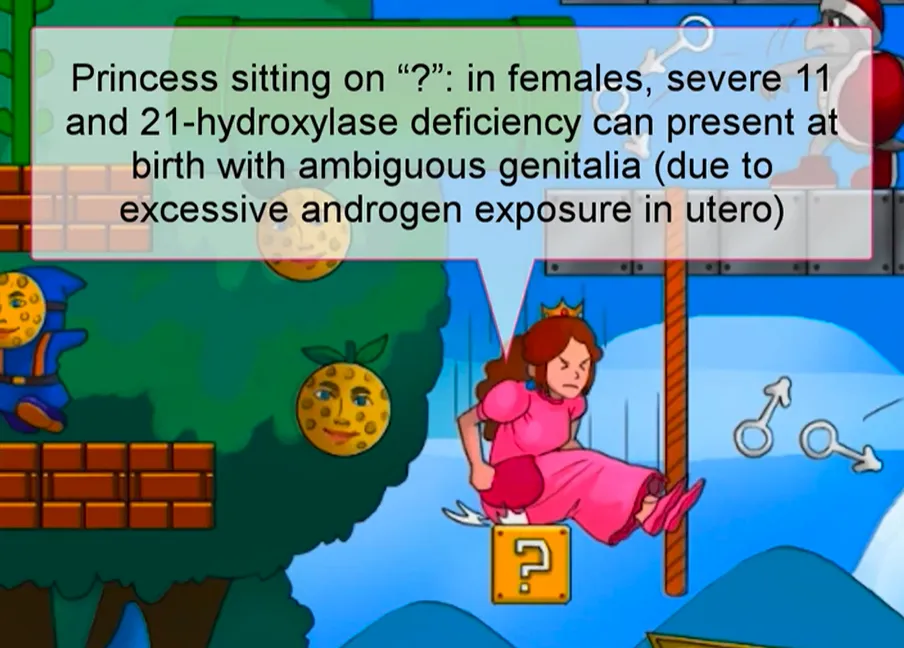 Princess sitting on “?”: in females, severe 11
and 21-hydroxylase deficiency can present at
birth with ambiguous genitalia (due to
excessive androgen exposure in utero)
?